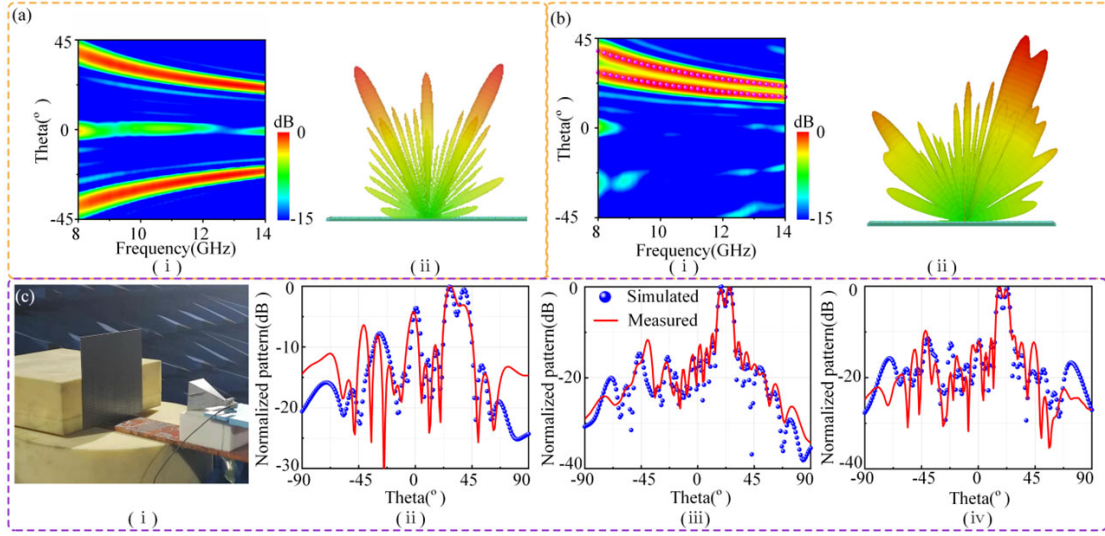 (a)
45
Theta(º)
0
-45
8 10 12 14
Frequency(GHz)
dB
0
-15
(ⅰ)
(ⅱ)
(b)
45
Theta(º)
0
-45
8 10 12 14
Frequency(GHz)
dB
0
-15
(ⅰ)
(ⅱ)
(c)
(ⅰ)
Normalized pattern(dB)
0
-10
-20
-30
-90 -45 0 45 90
Theta(º)
(ⅱ)
Normalized pattern(dB)
0
-20
-40
Simulated
Measured
-90 -45 0 45 90
Theta(º)
(ⅲ)
Normalized pattern(dB)
0
-20
-40
-90 -45 0 45 90
Theta(º)
(ⅳ)